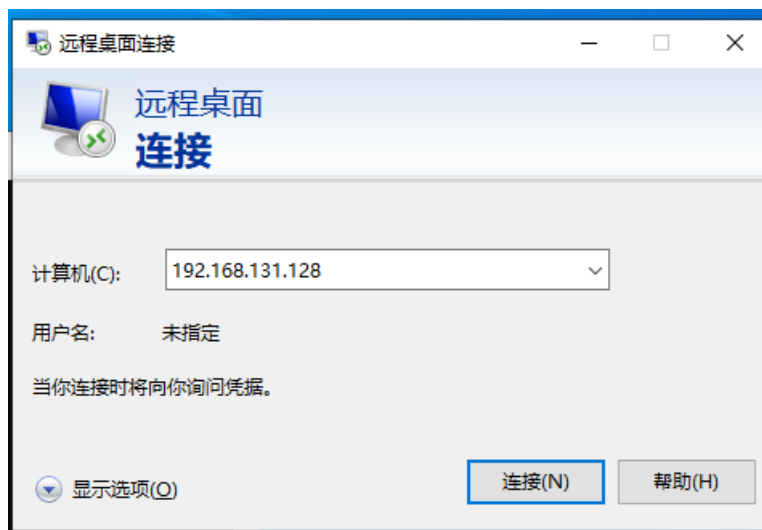 远程桌面连接
远程桌面
连接
计算机(C): 192.168.131.128
用户名: 未指定
当你连接时将向你询问凭据。
显示选项(O) 连接(N) 帮助(H)